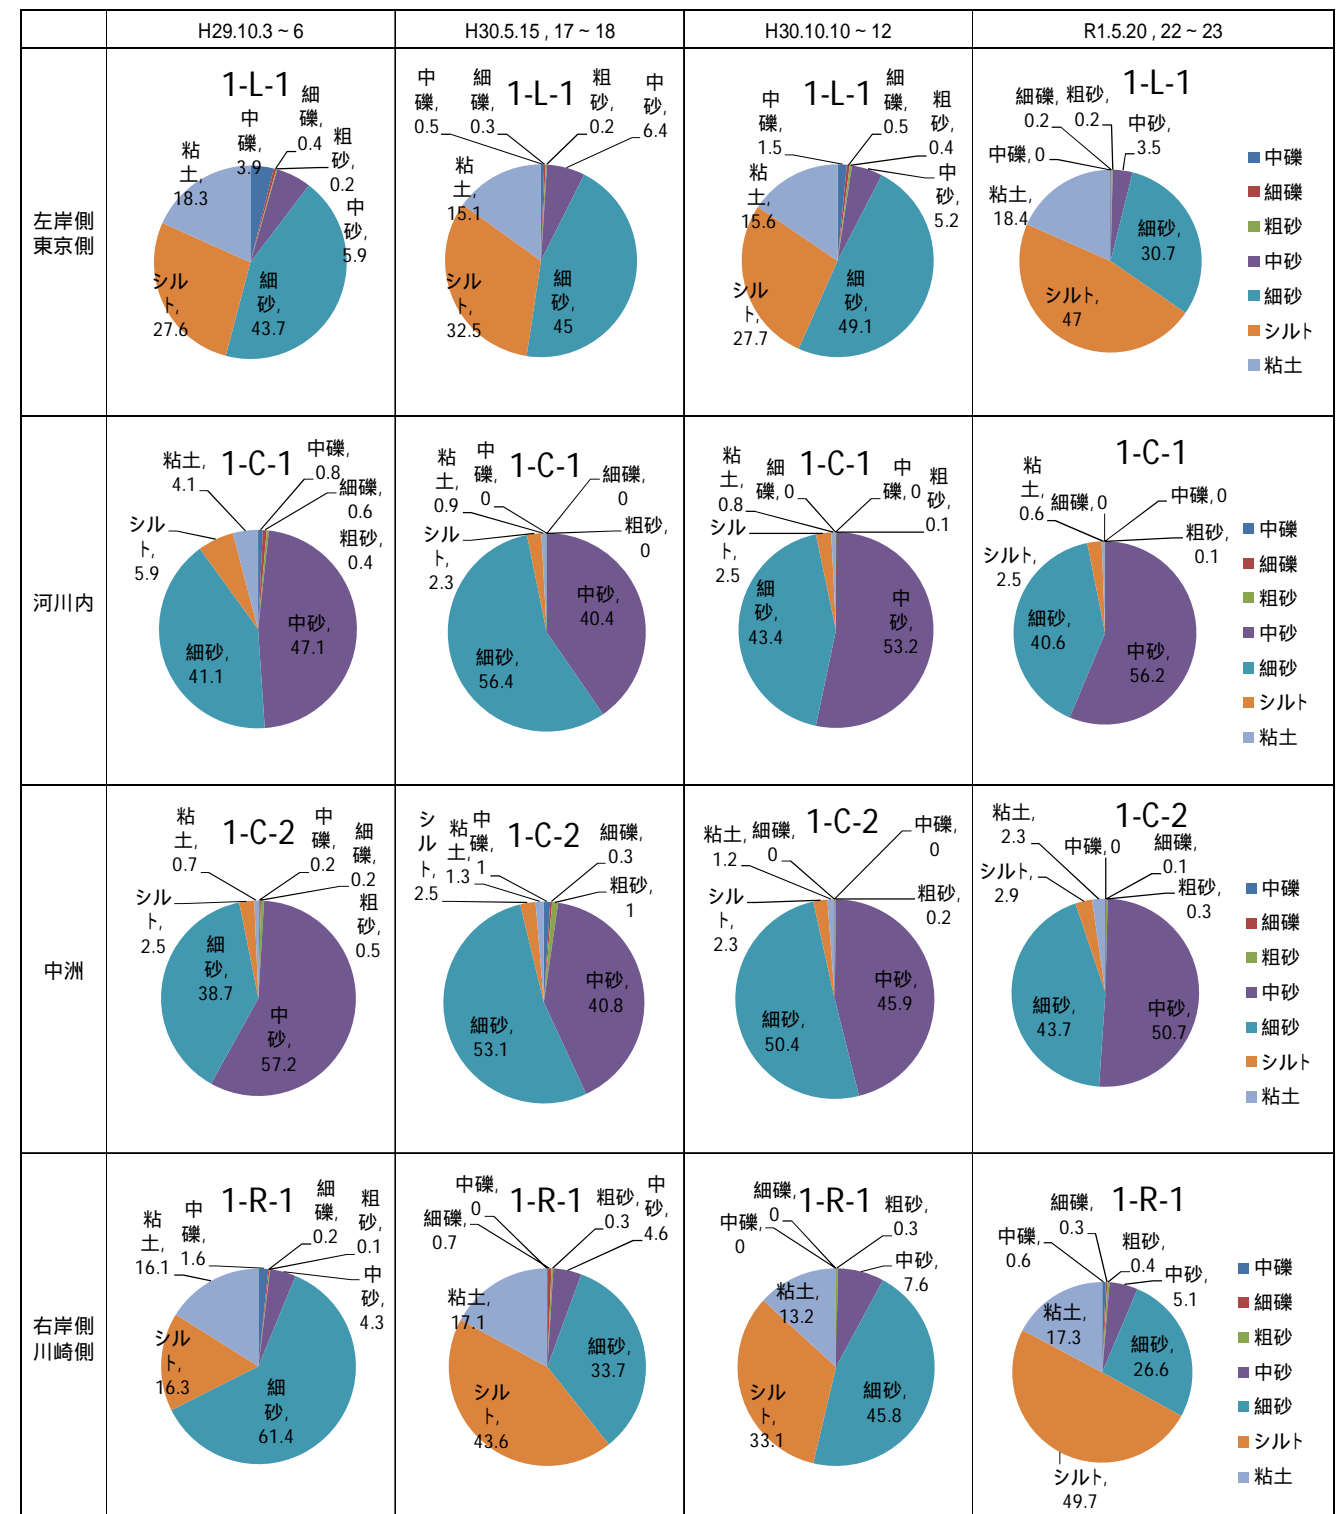 H29.10.3 ~ 6
H30.5.15 , 17 ~ 18
H30.10.10 ~ 12
R1.5.20 , 22 ~ 23
左岸側
東京側
1-L-1
中
礫,
3.9
細
礫,
0.4
粗
砂,
0.2
中
砂,
5.9
細
砂,
43.7
シル
ト,
27.6
粘
土,
18.3
1-L-1
中
礫,
0.5
細
礫,
0.3
粗
砂,
0.2
中
砂,
6.4
細
砂,
45
シル
ト,
32.5
粘
土,
15.1
1-L-1
中
礫,
1.5
細
礫,
0.5
粗
砂,
0.4
中
砂,
5.2
細
砂,
49.1
シル
ト,
27.7
粘
土,
15.6
1-L-1
中礫, 0
細礫,
0.2
粗砂,
0.2
中砂,
3.5
細砂,
30.7
シルト,
47
粘土,
18.4
中礫
細礫
粗砂
中砂
細砂
シルト
粘土
河川内
1-C-1
中礫,
0.8
細礫,
0.6
粗砂,
0.4
中砂,
47.1
細砂,
41.1
シル
ト,
5.9
粘土,
4.1
1-C-1
中
礫,
0
細礫,
0
粗砂,
0
中砂,
40.4
細砂,
56.4
シル
ト,
2.3
粘
土,
0.9
1-C-1
中
礫, 0
細
礫, 0
粗
砂,
0.1
中
砂,
53.2
細
砂,
43.4
シル
ト,
2.5
粘
土,
0.8
1-C-1
中礫, 0
細礫, 0
粗砂,
0.1
中砂,
56.2
細砂,
40.6
シルト,
2.5
粘
土,
0.6
中礫
細礫
粗砂
中砂
細砂
シルト
粘土
中洲
1-C-2
中
礫,
0.2
細
礫,
0.2
粗
砂,
0.5
中
砂,
57.2
細
砂,
38.7
シル
ト,
2.5
粘
土,
0.7
1-C-2
中
礫,
1
細礫,
0.3
粗砂,
1
中砂,
40.8
細砂,
53.1
シ
ル
ト,
2.5
粘
土,
1.3
1-C-2
中礫,
0
細礫,
0
粗砂,
0.2
中砂,
45.9
細砂,
50.4
シル
ト,
2.3
粘土,
1.2
1-C-2
中礫, 0
細礫,
0.1
粗砂,
0.3
中砂,
50.7
細砂,
43.7
シルト,
2.9
粘土,
2.3
中礫
細礫
粗砂
中砂
細砂
シルト
粘土
右岸側
川崎側
1-R-1
中
礫,
1.6
細
礫,
0.2
粗
砂,
0.1
中
砂,
4.3
細
砂,
61.4
シル
ト,
16.3
粘
土,
16.1
1-R-1
中礫,
0
細礫,
0.7
粗砂,
0.3
中
砂,
4.6
細砂,
33.7
シル
ト,
43.6
粘土,
17.1
1-R-1
中礫,
0
細礫,
0
粗砂,
0.3
中砂,
7.6
細砂,
45.8
シル
ト,
33.1
粘土,
13.2
1-R-1
中礫,
0.6
細礫,
0.3
粗砂,
0.4
中砂,
5.1
細砂,
26.6
シルト,
49.7
粘土,
17.3
中礫
細礫
粗砂
中砂
細砂
シルト
粘土